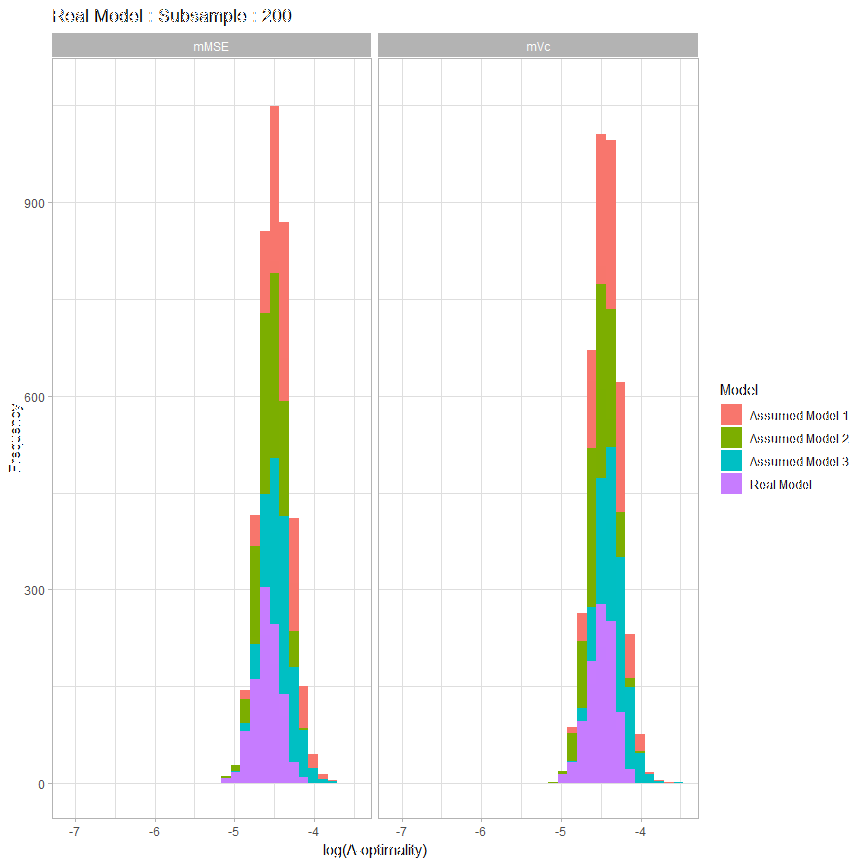 Real Model : Subsample : 200
mMSE
mVc
900
600
300
0
Frequency
-7
-6
-5
-4
-7
-6
-5
-4
log(A-optimality)
Model
Assumed Model 1
Assumed Model 2
Assumed Model 3
Real Model